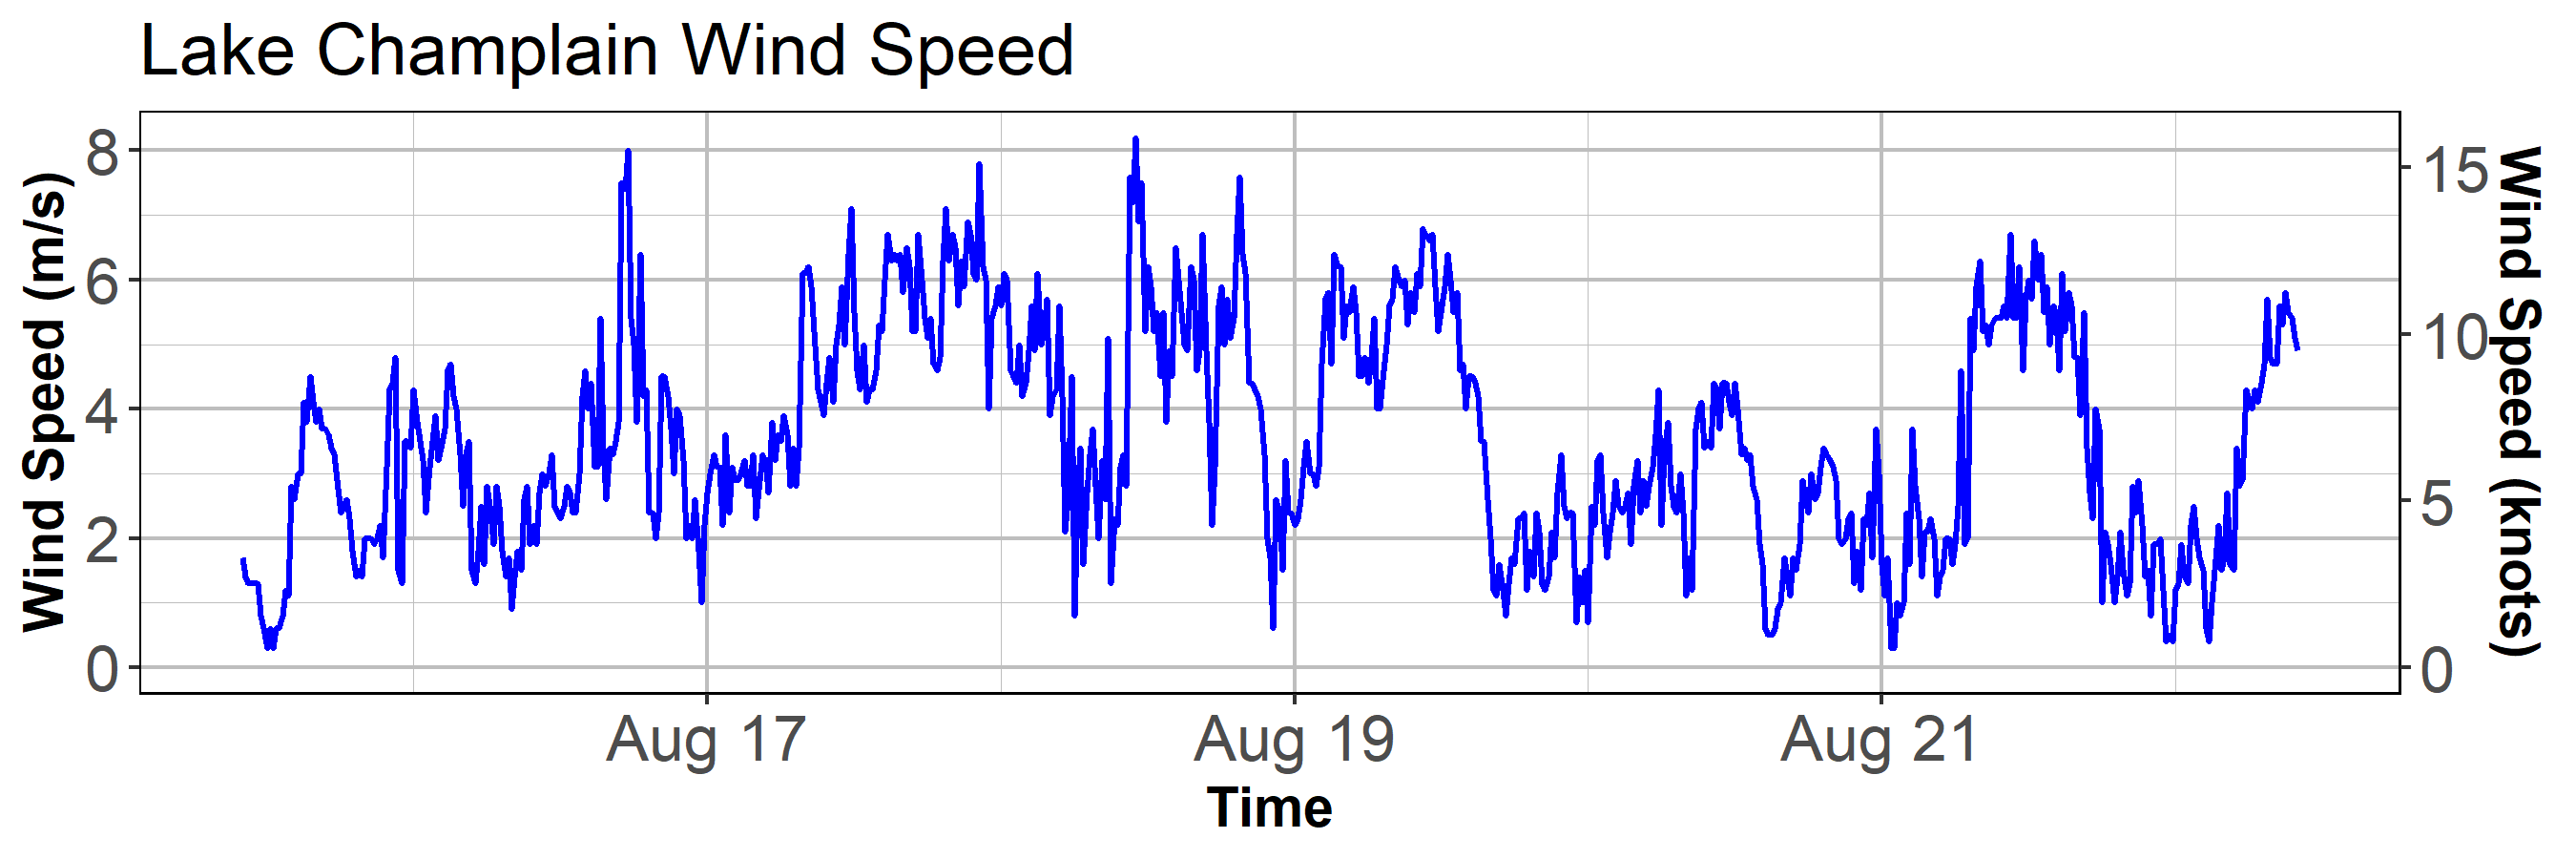 Lake Champlain Wind Speed
Wind Speed (m/s)
8
6
4
2
0
15
10
5
0
Wind Speed (knots)
Aug 17
Aug 19
Aug 21
Time